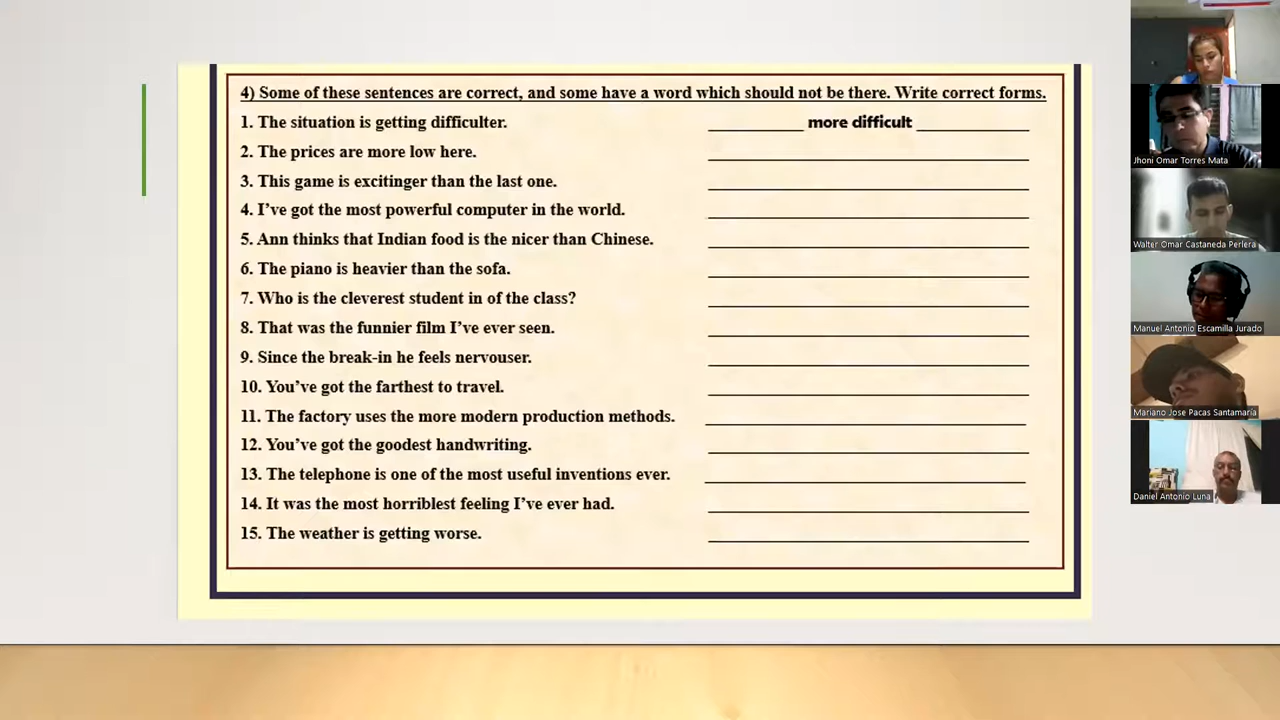 4) Some of these sentences are correct, and some have a word which should not be there. Write correct forms.
1. The situation is getting difficulter. __________ more difficult ____________
2. The prices are more low here.
3. This game is excitinger than the last one.
4. I've got the most powerful computer in the world.
5. Ann thinks that Indian food is the nicer than Chinese.
6. The piano is heavier than the sofa.
7. Who is the cleverest student in of the class?
8. That was the funnier film I've ever seen.
9. Since the break-in he feels nervouser.
10. You've got the farthest to travel.
11. The factory uses the more modern production methods.
12. You've got the goodest handwriting.
13. The telephone is one of the most useful inventions ever.
14. It was the most horriblest feeling I've ever had.
15. The weather is getting worse.
Jhoni Omar Torres Mata
Walter Omar Castaneda Perlera
Manuel Antonio Escamilla Jurado
Mariano Jose Pacas Santamaría
Daniel Antonio Luna